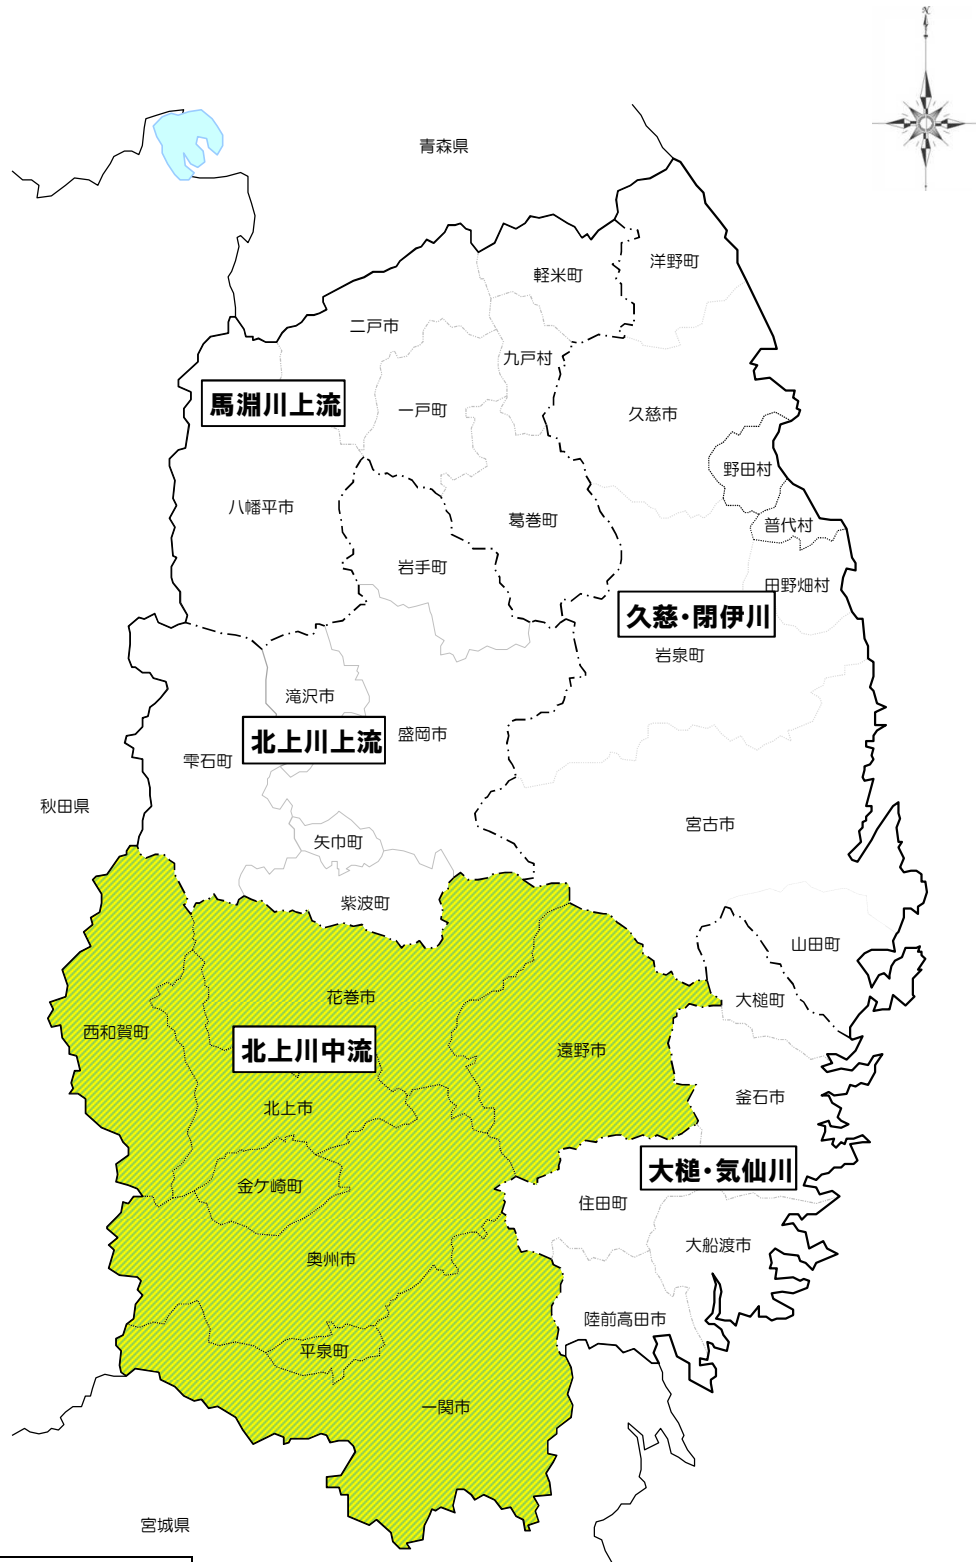 N
青森県
洋野町
軽米町
二戸市
九戸村
馬淵川上流
一戸町
久慈市
野田村
八幡平市
葛巻町
普代村
岩手町
田野畑村
久慈・閉伊川
岩泉町
滝沢市
盛岡市
北上川上流
雫石町
秋田県
宮古市
矢巾町
紫波町
山田町
花巻市
大槌町
西和賀町
北上川中流
遠野市
釜石市
北上市
大槌・気仙川
金ケ崎町
住田町
大船渡市
奥州市
陸前高田市
平泉町
一関市
宮城県